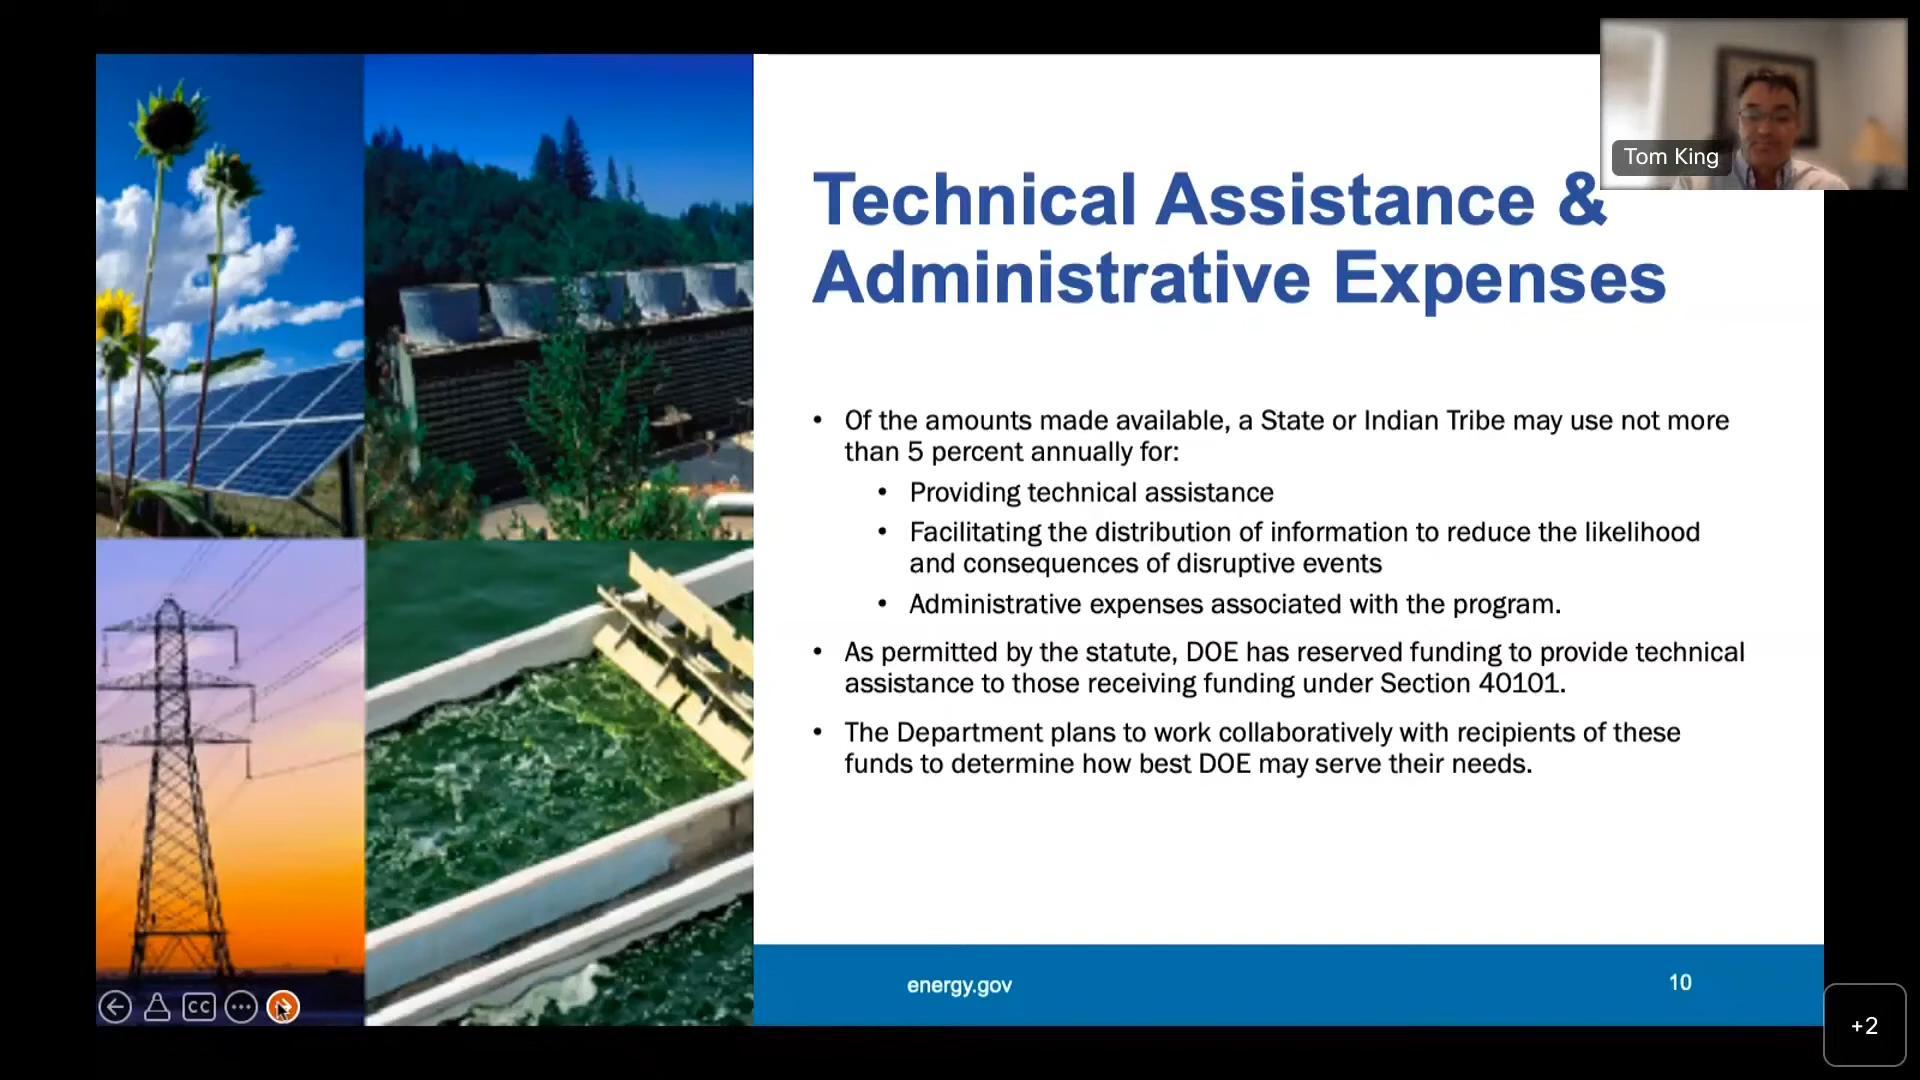 Tom King
Technical Assistance &
Administrative Expenses
• Of the amounts made available, a State or Indian Tribe may use not more
than 5 percent annually for:
• Providing technical assistance
• Facilitating the distribution of information to reduce the likelihood
and consequences of disruptive events
• Administrative expenses associated with the program.
• As permitted by the statute, DOE has reserved funding to provide technical
assistance to those receiving funding under Section 40101.
• The Department plans to work collaboratively with recipients of these
funds to determine how best DOE may serve their needs.
energy.gov
10
CC
+2